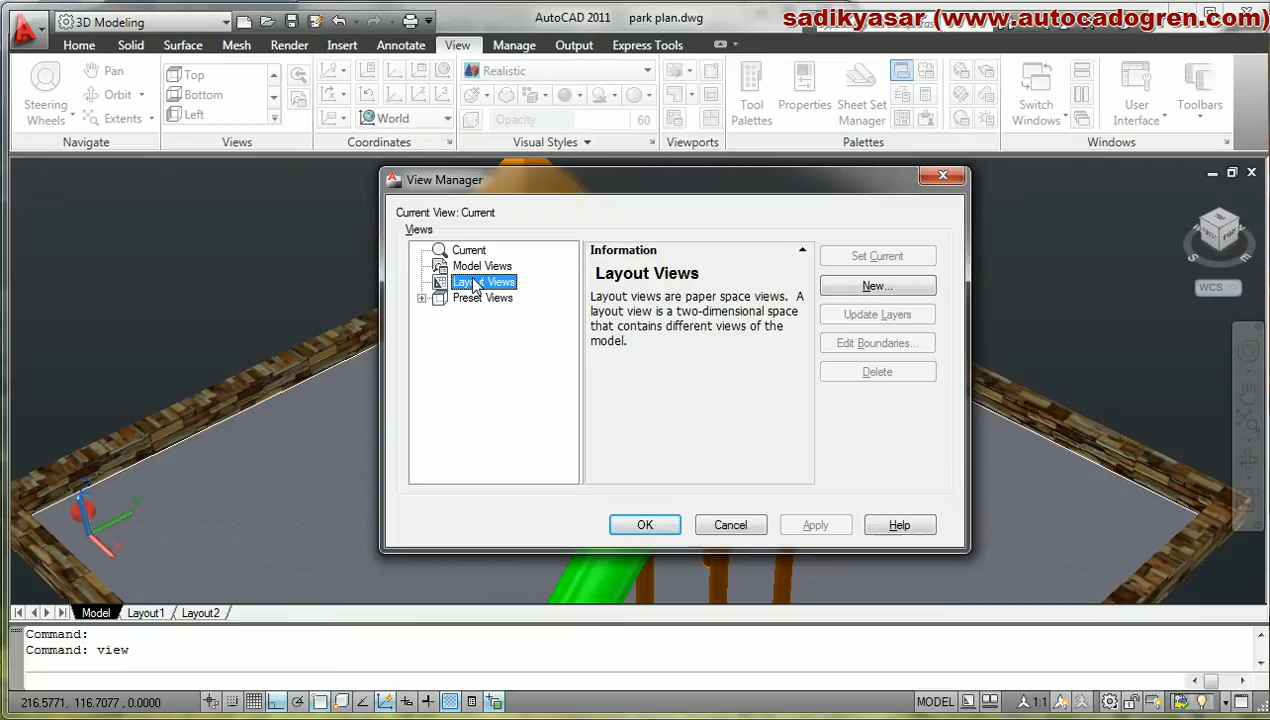 3D Modeling
AutoCAD 2011
park plan.dwg
sadikyasar (www.autocadogren.com)
Home
Solid
Surface
Mesh
Render
Insert
Annotate
View
Manage
Output
Express Tools
Steering
Wheels
Pan
Orbit
Extents
Navigate
Top
Bottom
Left
Views
World
Coordinates
Realistic
Opacity 60
Visual Styles
Viewports
Tool
Palettes
Properties
Sheet Set
Manager
Palettes
Switch
Windows
User
Interface
Toolbars
Windows
View Manager
Current View: Current
Views
Current
Model Views
Layout Views
Preset Views
Information
Layout Views
Layout views are paper space views. A
layout view is a two-dimensional space
that contains different views of the
model.
Set Current
New...
Update Layers
Edit Boundaries...
Delete
OK
Cancel
Apply
Help
WCS
Model
Layout1
Layout2
Command:
Command: view
216.5771, 116.7077, 0.0000
MODEL
1:1